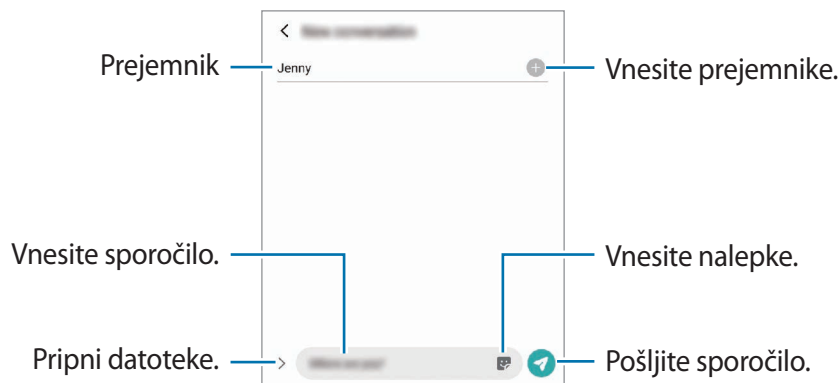 Prejemnik
Jenny
Vnesite prejemnike.
Vnesite sporočilo.
Vnesite nalepke.
Pripni datoteke.
Pošljite sporočilo.